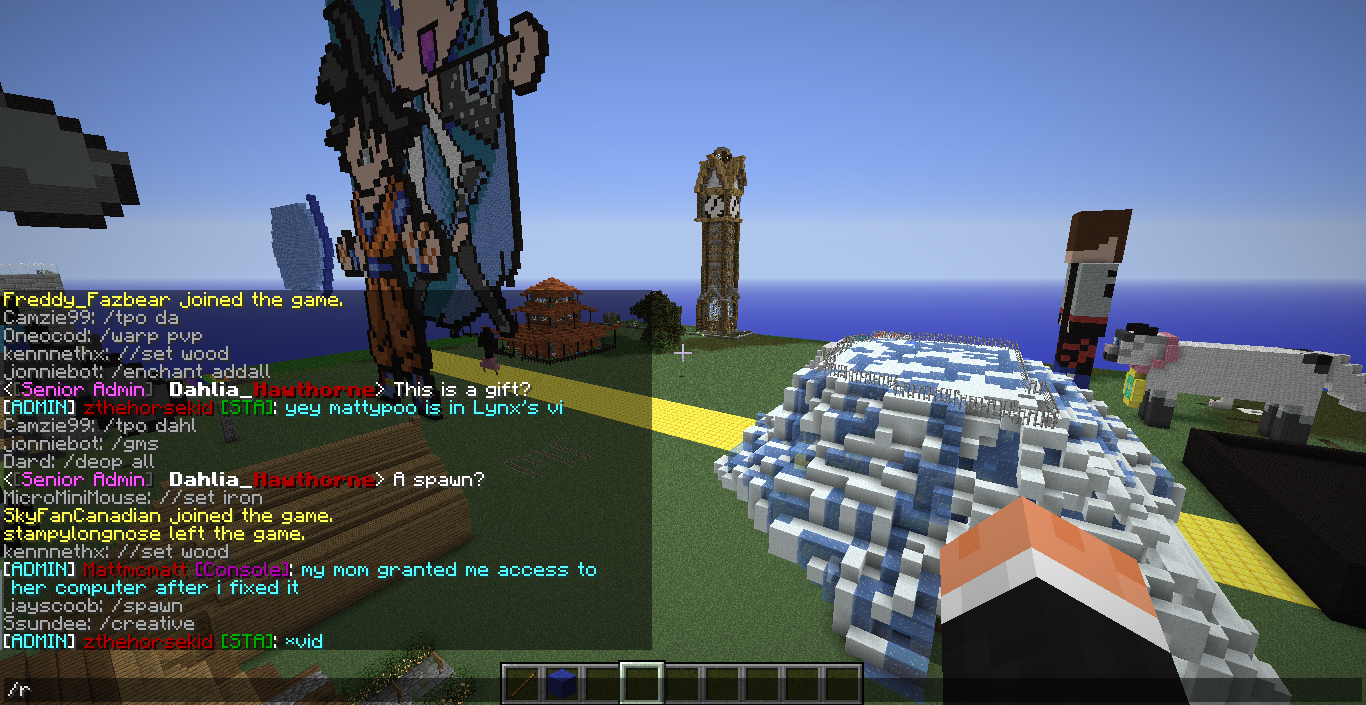 Freddy_Fazbear joined the game.
Camzie99: /tpo da
Oneocod: /warp pvp
kennnethx: //set wood
jonniebot: /enchant addall
<[Senior Admin] Dahlia_Hawthorne> This is a gift?
[ADMIN] zthehorsekid [STA]: yey mattypoo is in Lynx's vi
Camzie99: /tpo dahl
jonniebot: /gms
Dard: /deop all
<[Senior Admin] Dahlia_Hawthorne> A spawn?
MicroMiniMouse: //set iron
SkyFanCanadian joined the game.
stampylongnose left the game.
kennnethx: //set wood
[ADMIN] Mattmcmatt [Console]: my mom granted me access to
her computer after i fixed it
jayscoob: /spawn
Ssundee: /creative
[ADMIN] zthehorsekid [STA]: *vid
/r